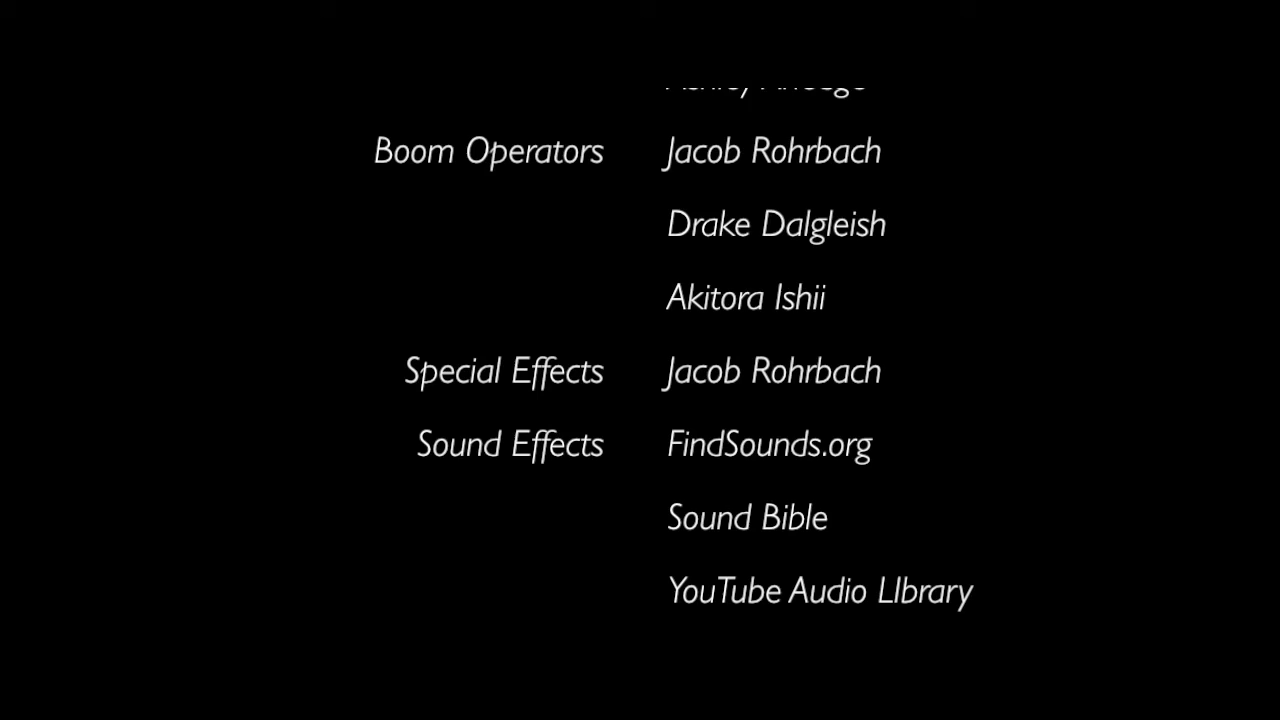 Boom Operators Jacob Rohrbach
Drake Dalgleish
Akitora Ishii
Special Effects Jacob Rohrbach
Sound Effects FindSounds.org
Sound Bible
YouTube Audio LIbrary